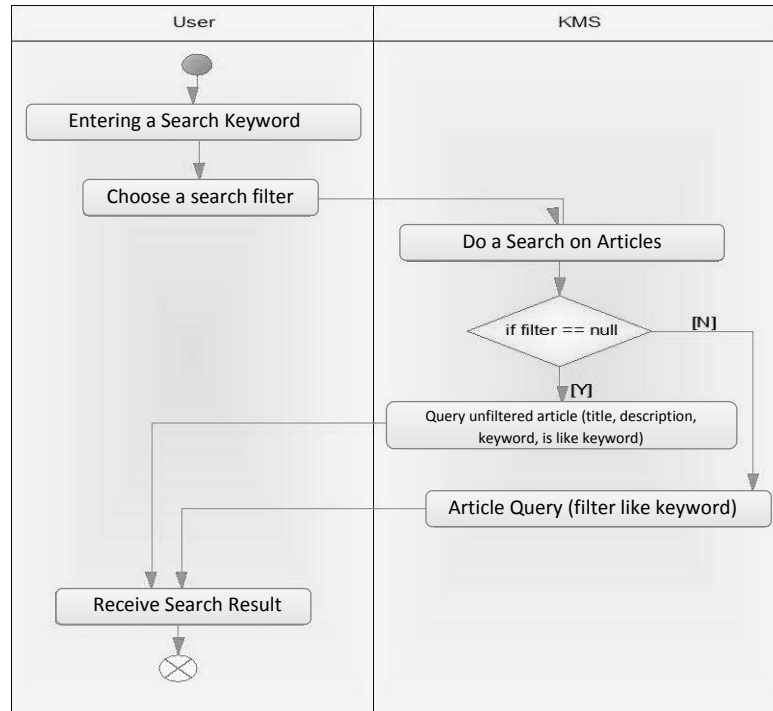 User
KMS
Entering a Search Keyword
Choose a search filter
Do a Search on Articles
if filter == null
[N]
[Y]
Query unfiltered article (title, description,
keyword, is like keyword)
Article Query (filter like keyword)
Receive Search Result